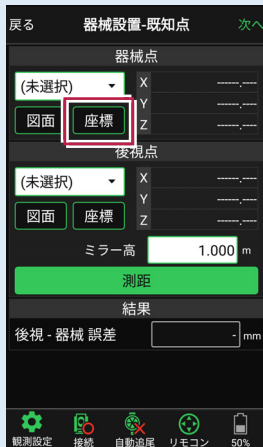 戻る 器械設置-既知点 次へ
器械点
(未選択) X ------.----
Y ------.----
図面 座標 Z ------.----
後視点
(未選択) X ------.----
Y ------.----
図面 座標 Z ------.----
ミラー高 1.000 m
測距
結果
後視 - 器械 誤差 - mm
観測設定 接続 自動追尾 リモコン 50%